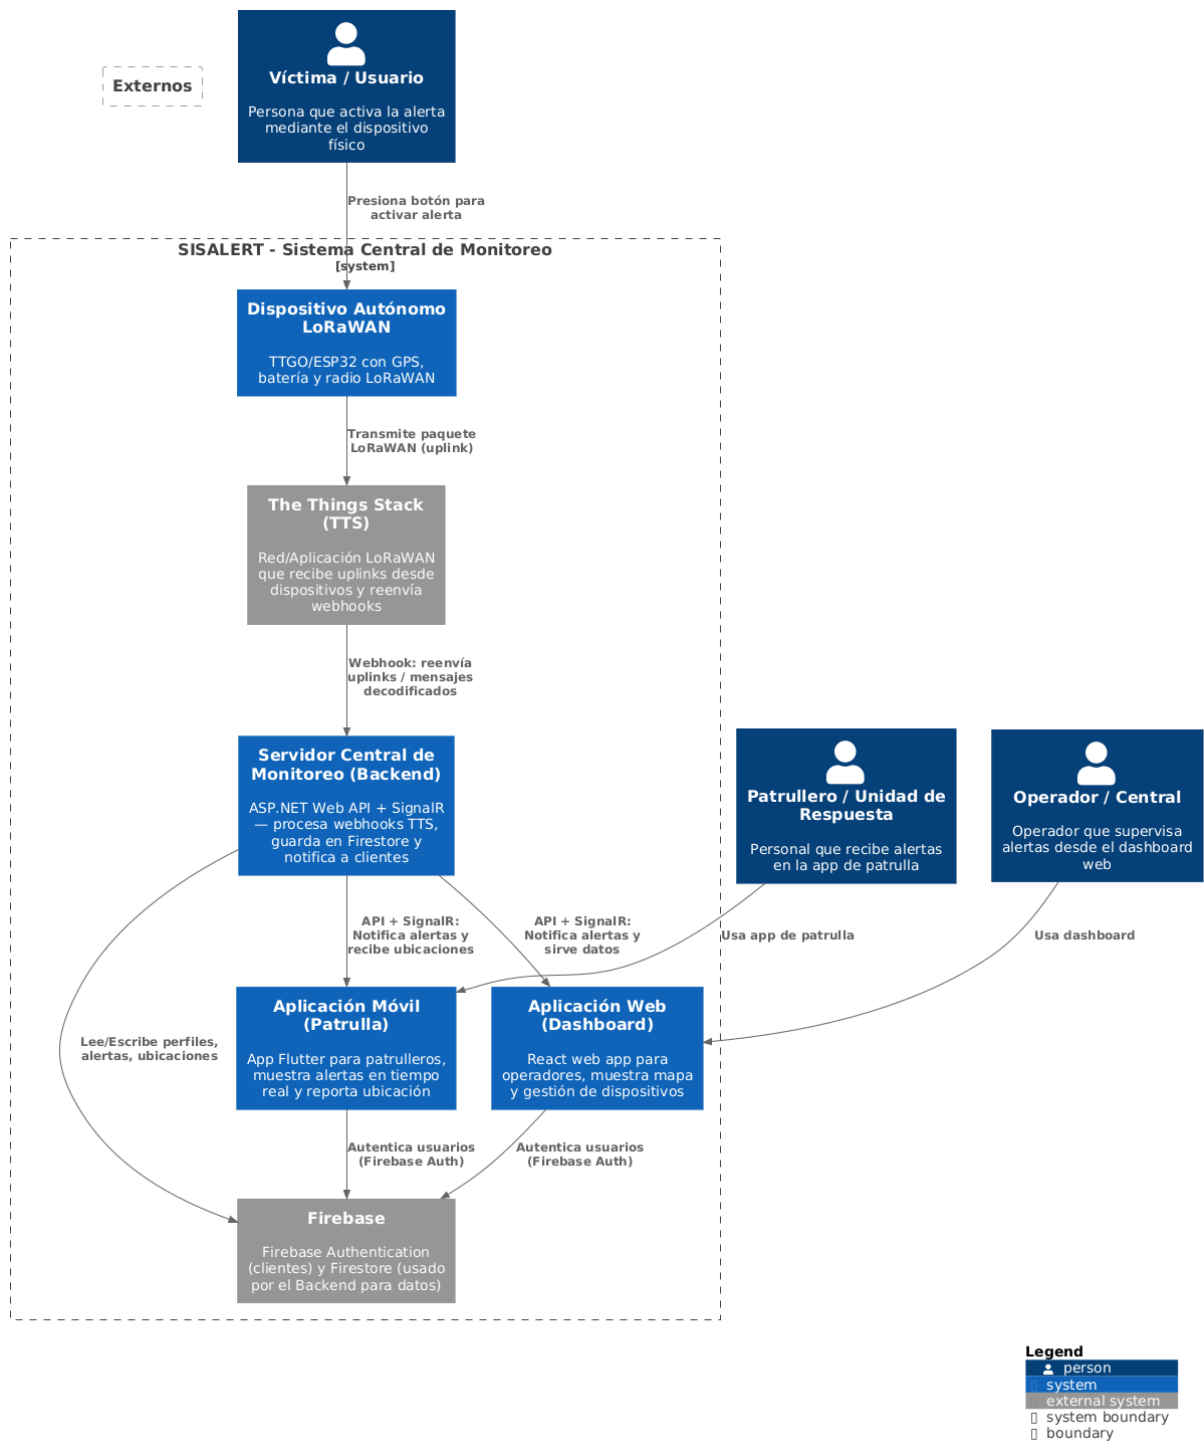 Externos
Víctima / Usuario
Persona que activa la alerta
mediante el dispositivo
físico
Presiona botón para
activar alerta
SISALERT - Sistema Central de Monitoreo
[system]
Dispositivo Autónomo
LoRaWAN
TTGO/ESP32 con GPS,
batería y radio LoRaWAN
Transmite paquete
LoRaWAN (uplink)
The Things Stack
(TTS)
Red/Aplicación LoRaWAN
que recibe uplinks desde
dispositivos y reenvía
webhooks
Webhook: reenvía
uplinks / mensajes
decodificados
Servidor Central de
Monitoreo (Backend)
ASP.NET Web API + SignalR
— procesa webhooks TTS,
guarda en Firestore y
notifica a clientes
Patrullero / Unidad de
Respuesta
Personal que recibe alertas
en la app de patrulla
Operador / Central
Operador que supervisa
alertas desde el dashboard
web
API + SignalR:
Notifica alertas y
recibe ubicaciones
API + SignalR:
Notifica alertas y
sirve datos
Usa app de patrulla
Usa dashboard
Lee/Escribe perfiles,
alertas, ubicaciones
Aplicación Móvil
(Patrulla)
App Flutter para patrulleros,
muestra alertas en tiempo
real y reporta ubicación
Aplicación Web
(Dashboard)
React web app para
operadores, muestra mapa
y gestión de dispositivos
Autentica usuarios
(Firebase Auth)
Autentica usuarios
(Firebase Auth)
Firebase
Firebase Authentication
(clientes) y Firestore (usado
por el Backend para datos)
Legend
person
system
external system
system boundary
boundary